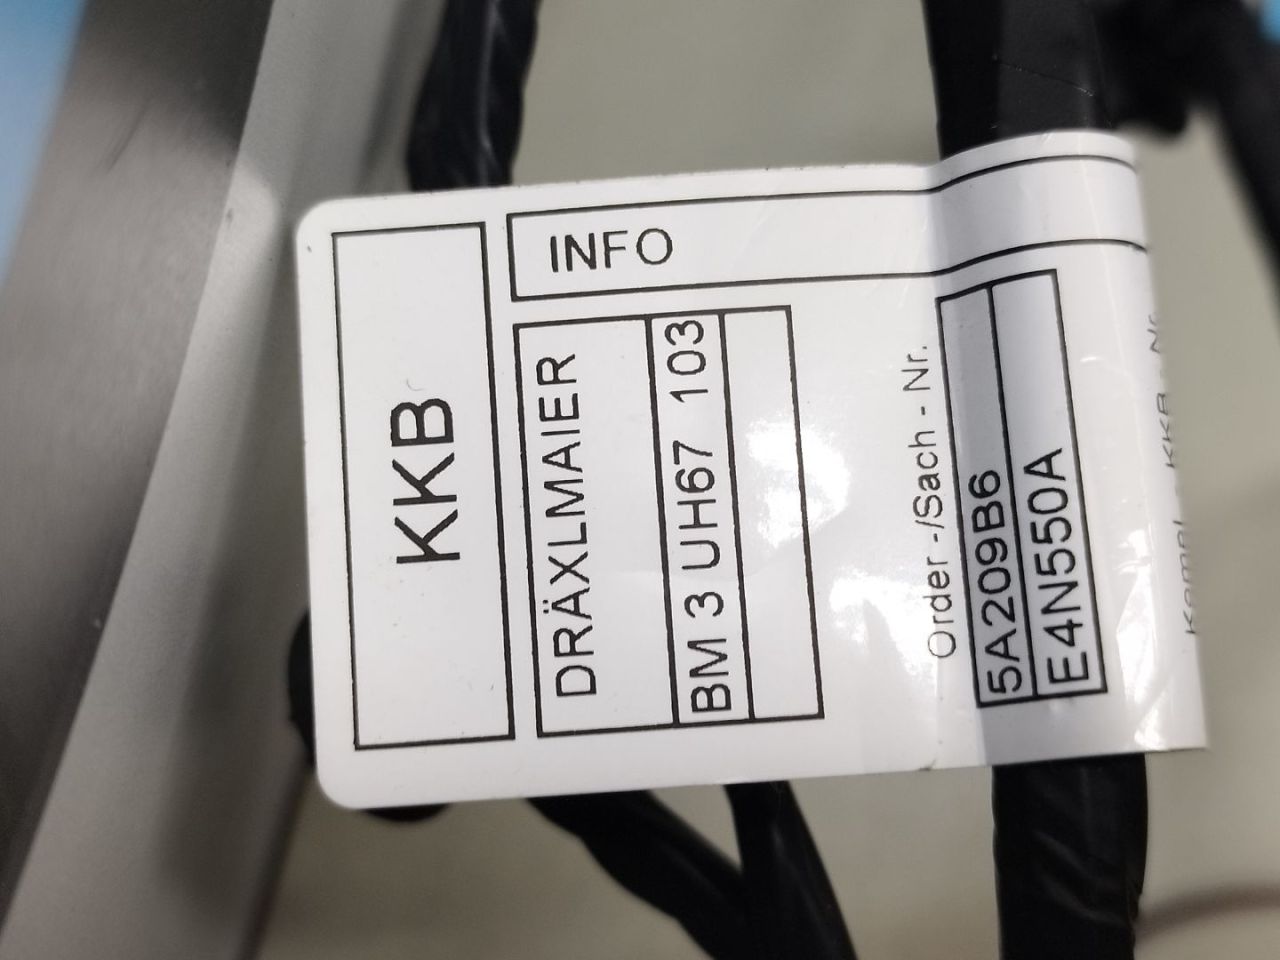 KKB
INFO
DRÄXLMAIER
BM 3 UH67 103
Order -/Sach - Nr.
5A209B6
E4N550A